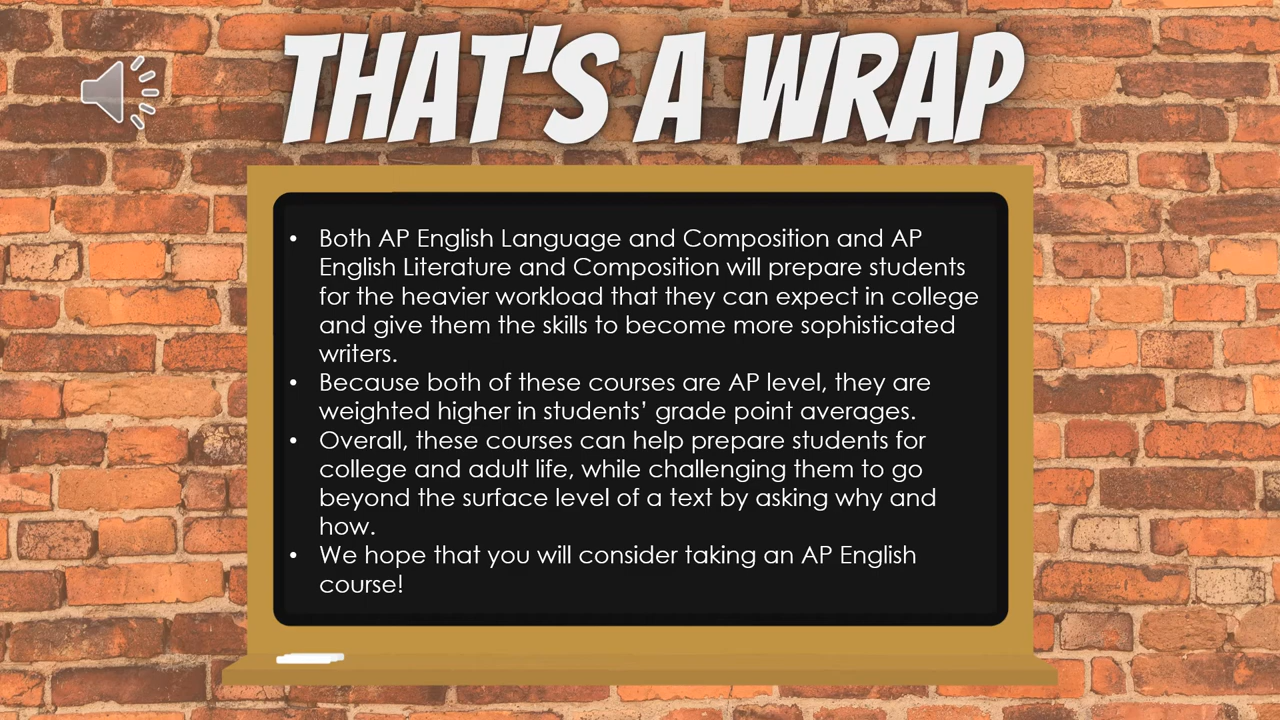 THAT'S A WRAP
• Both AP English Language and Composition and AP
English Literature and Composition will prepare students
for the heavier workload that they can expect in college
and give them the skills to become more sophisticated
writers.
• Because both of these courses are AP level, they are
weighted higher in students’ grade point averages.
• Overall, these courses can help prepare students for
college and adult life, while challenging them to go
beyond the surface level of a text by asking why and
how.
• We hope that you will consider taking an AP English
course!